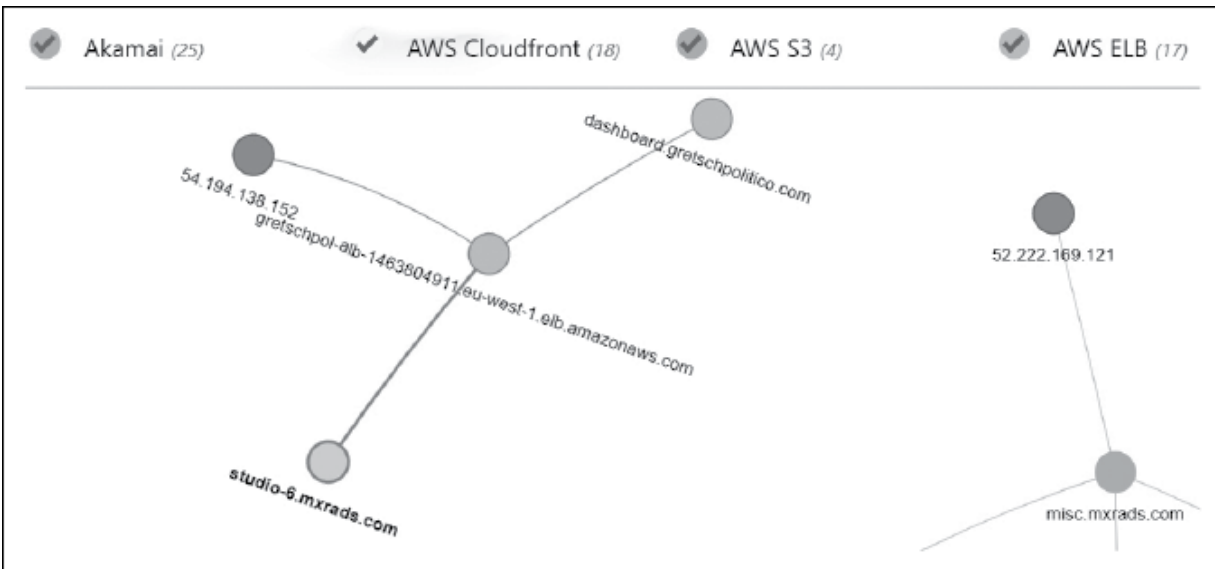 Akamai (25)
AWS Cloudfront (18)
AWS S3 (4)
AWS ELB (17)
dashboard.gretschpolitico.com
54.194.138.152
gretschpol-alb-1463804911.eu-west-1.elb.amazonaws.com
52.222.169.121
studio-6.mxrads.com
misc.mxrads.com